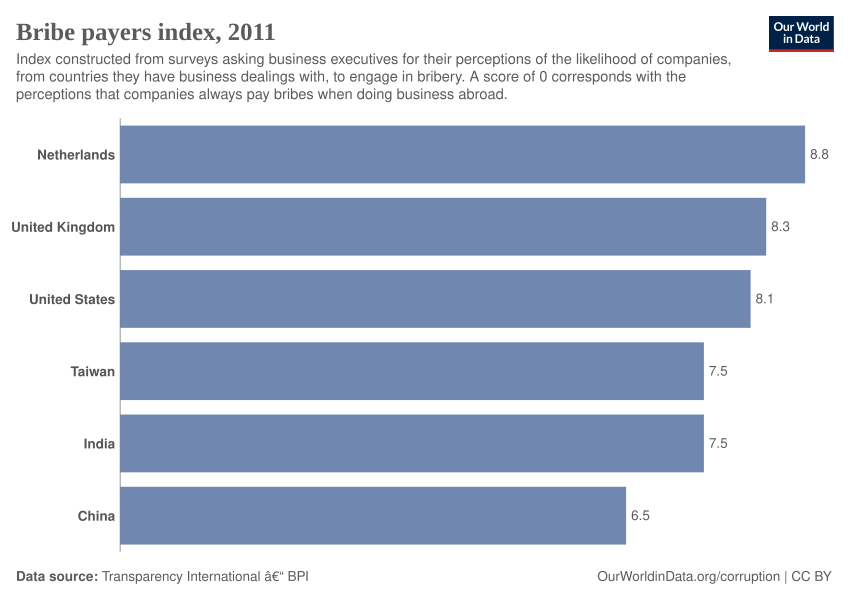 Bribe payers index, 2011
Our World
in Data
Index constructed from surveys asking business executives for their perceptions of the likelihood of companies,
from countries they have business dealings with, to engage in bribery. A score of 0 corresponds with the
perceptions that companies always pay bribes when doing business abroad.
Netherlands 8.8
United Kingdom 8.3
United States 8.1
Taiwan 7.5
India 7.5
China 6.5
Data source: Transparency International â€“ BPI
OurWorldinData.org/corruption | CC BY